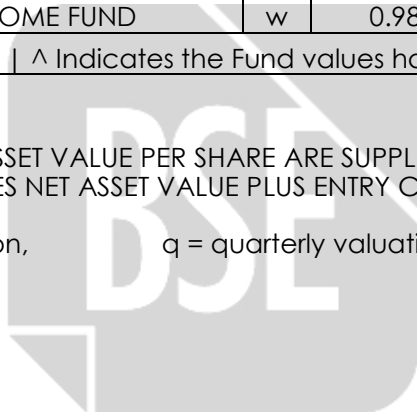 OME FUND w 0.98
| ^ Indicates the Fund values ha
SSET VALUE PER SHARE ARE SUPPL
ES NET ASSET VALUE PLUS ENTRY C
on, q = quarterly valuati
BSE